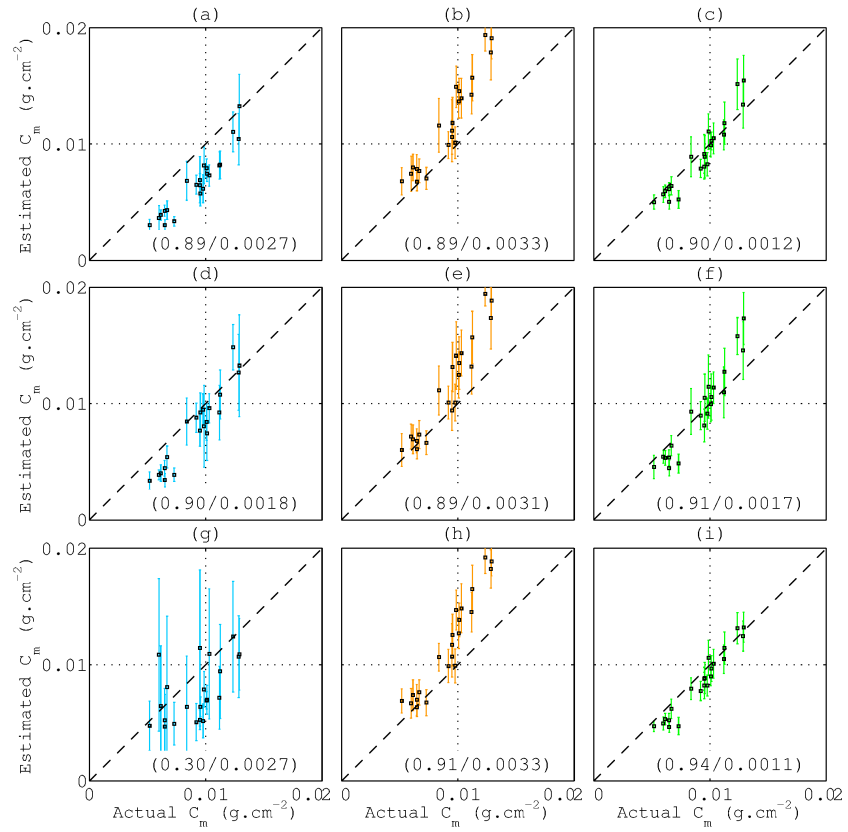 (a) (b) (c)
0.02
Estimated C_m (g.cm⁻²)
0.01
0
(0.89/0.0027) (0.89/0.0033) (0.90/0.0012)
(d) (e) (f)
0.02
Estimated C_m (g.cm⁻²)
0.01
0
(0.90/0.0018) (0.89/0.0031) (0.91/0.0017)
(g) (h) (i)
0.02
Estimated C_m (g.cm⁻²)
0.01
0
(0.30/0.0027) (0.91/0.0033) (0.94/0.0011)
0 0.01 0.02 0 0.01 0.02 0 0.01 0.02
Actual C_m (g.cm⁻²) Actual C_m (g.cm⁻²) Actual C_m (g.cm⁻²)